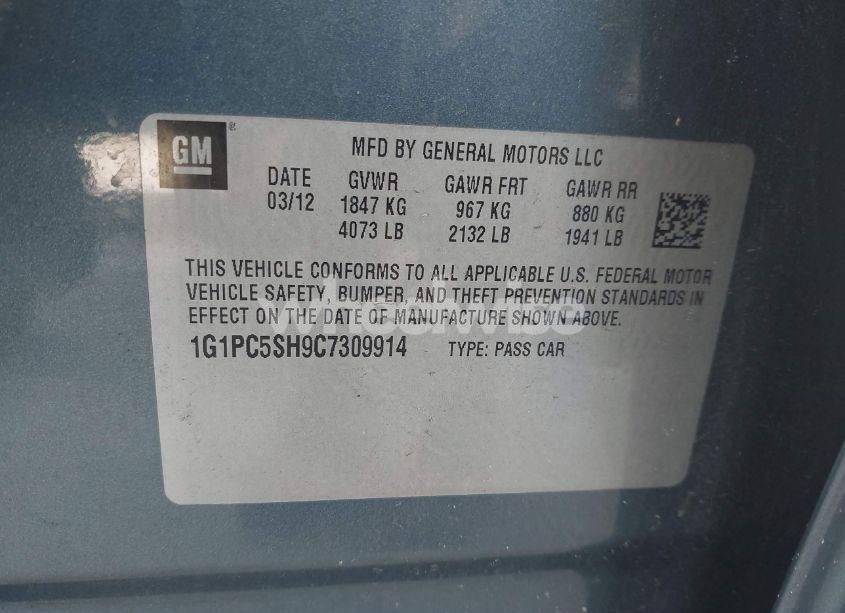 GM
MFD BY GENERAL MOTORS LLC
DATE GVWR GAWR FRT GAWR RR
03/12 1847 KG 967 KG 880 KG
4073 LB 2132 LB 1941 LB
THIS VEHICLE CONFORMS TO ALL APPLICABLE U.S. FEDERAL MOTOR
VEHICLE SAFETY, BUMPER, AND THEFT PREVENTION STANDARDS IN
EFFECT ON THE DATE OF MANUFACTURE SHOWN ABOVE.
1G1PC5SH9C7309914 TYPE: PASS CAR